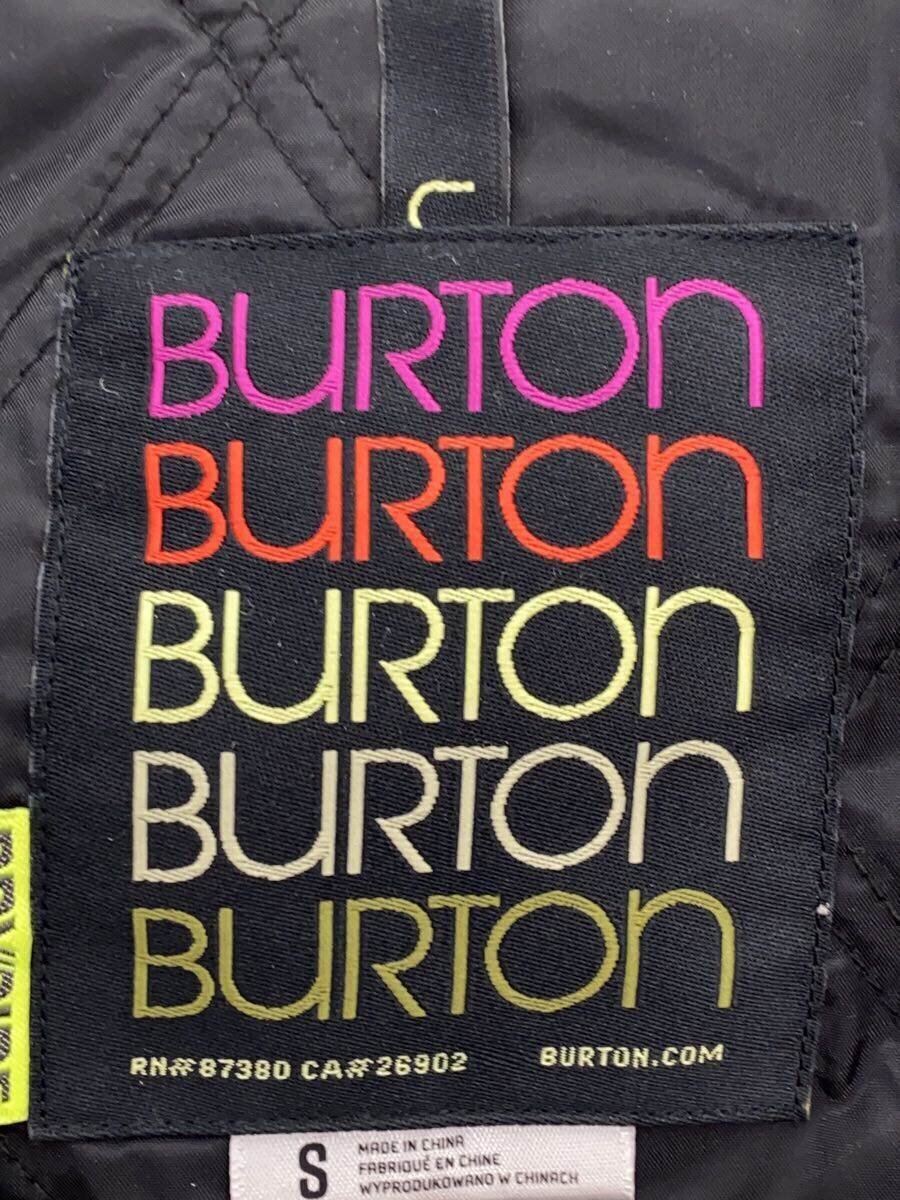 BURTON
BURTON
BURTON
BURTON
BURTON
RN#87380 CA#26902 BURTON.COM
S
MADE IN CHINA
FABRIQUÉ EN CHINE
WYPRODUKOWANO W CHINACH